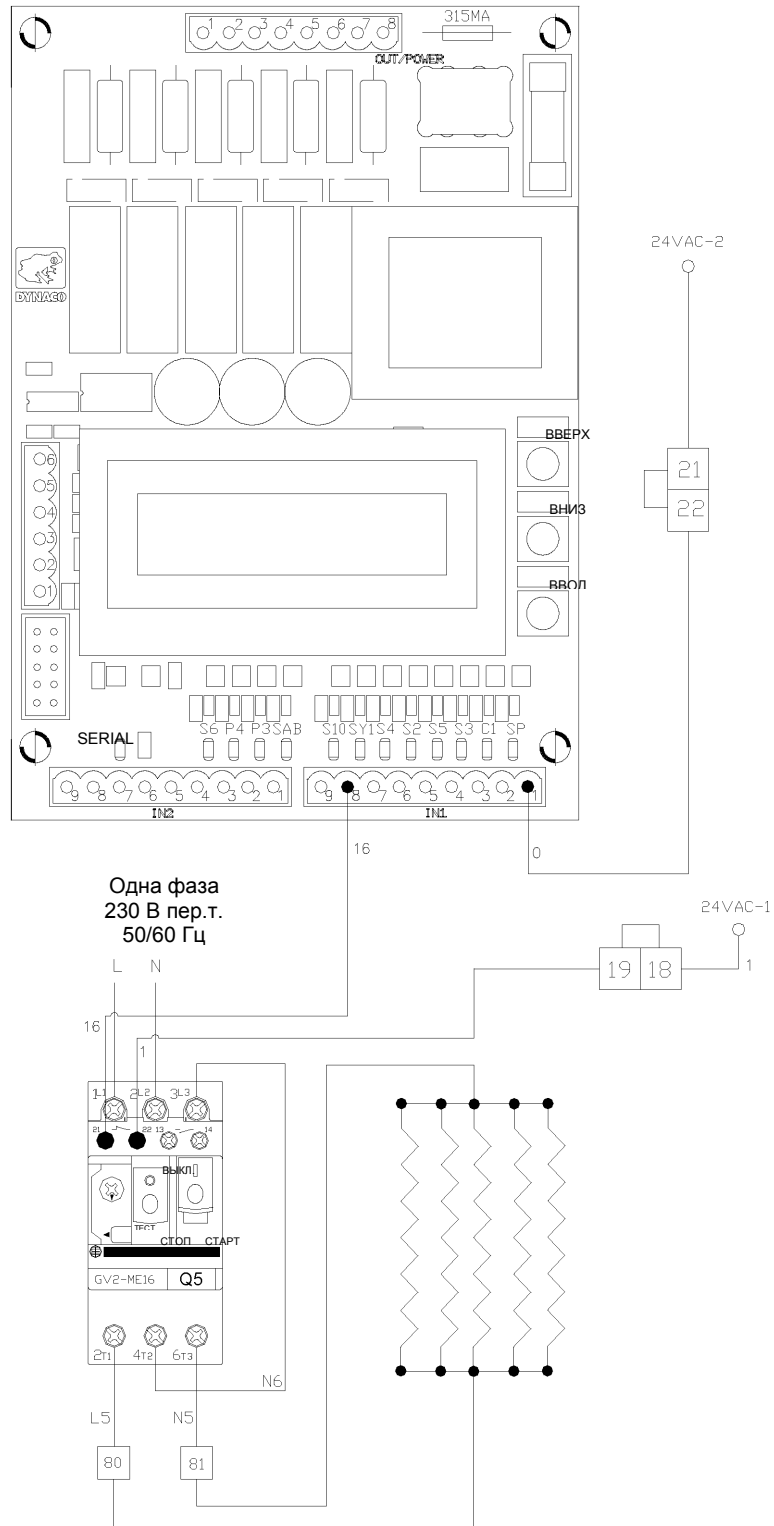 1 2 3 4 5 6 7 8
315MA
OUT/POWER
24VAC-2
DYNACO
ВВЕРХ
6
5
4
3
2
1
21
22
ВНИЗ
ВВОД
S6 P4 P3 SAB
S10 SY1 S4 S2 S5 S3 C1 SP
SERIAL
9 8 7 6 5 4 3 2 1
9 8 7 6 5 4 3 2 1
IN2
IN1
16
0
Одна фаза
230 В пер.т.
50/60 Гц
24VAC-1
L N
19 18
1
16
1
1L1 2L2 3L3
21 22 13 14
ВЫКЛ
ТЕСТ
СТОП СТАРТ
GV2-ME16 Q5
2T1 4T2 6T3
N6
L5 N5
80 81